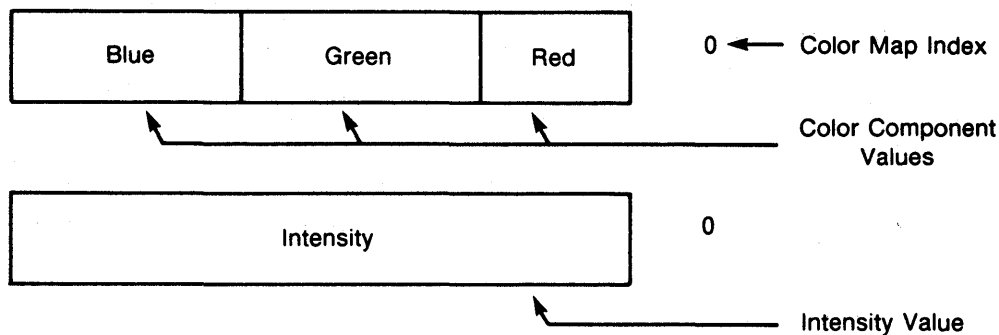 Blue Green Red 0 Color Map Index
Color Component
Values
Intensity 0
Intensity Value